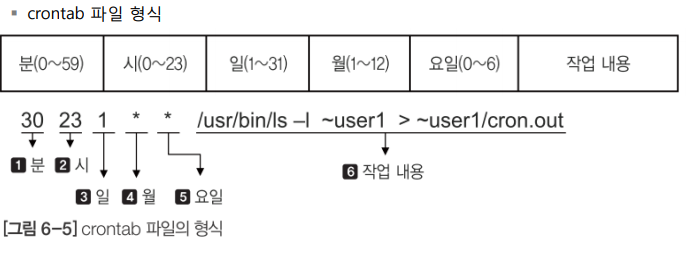 ▪ crontab 파일 형식
분(0~59) 시(0~23) 일(1~31) 월(1~12) 요일(0~6) 작업 내용
30 23 1 * * /usr/bin/ls –l ~user1 > ~user1/cron.out
1 분 2 시 6 작업 내용
3 일 4 월 5 요일
[그림 6-5] crontab 파일의 형식